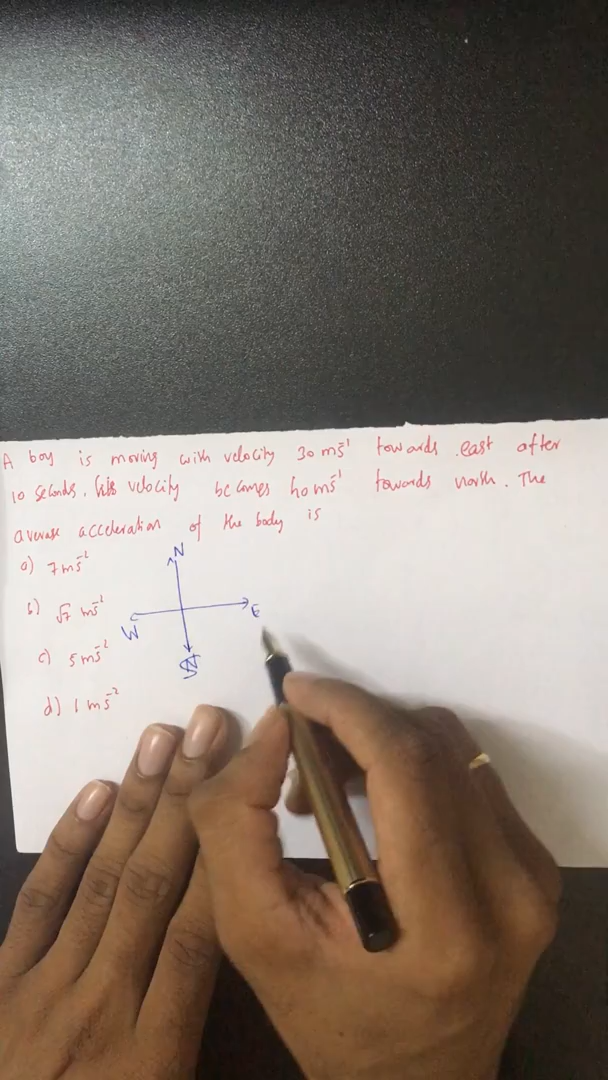 A boy is moving with velocity 30 ms⁻¹ towards east after
10 seconds, his velocity becomes 40 ms⁻¹ towards north. The
average acceleration of the body is
a) 7 ms⁻²
b) √7 ms⁻²
c) 5 ms⁻²
d) 1 ms⁻²
N
E
W
S